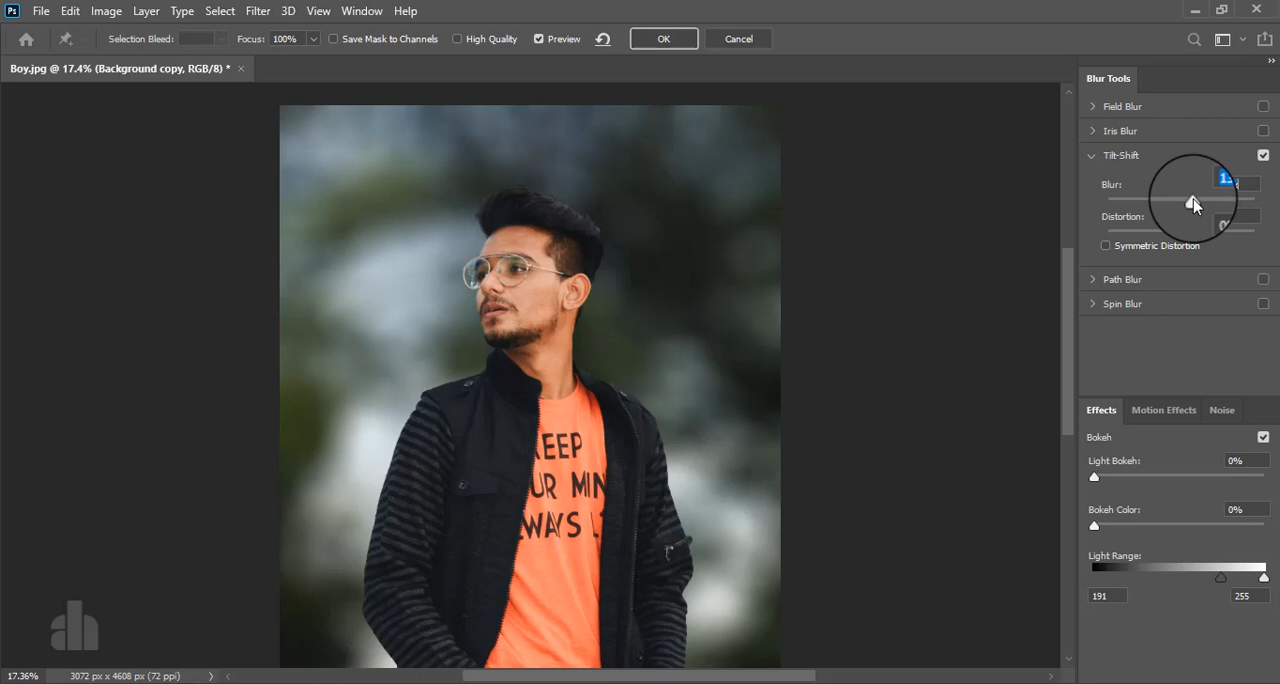 Ps File Edit Image Layer Type Select Filter 3D View Window Help
Selection Bleed: Focus: 100% Save Mask to Channels High Quality Preview OK Cancel
Boy.jpg @ 17.4% (Background copy, RGB/8) * ×
Blur Tools
Field Blur
Iris Blur
Tilt-Shift
Blur:
Distortion:
Symmetric Distortion
Path Blur
Spin Blur
Effects Motion Effects Noise
Bokeh
Light Bokeh: 0%
Bokeh Color: 0%
Light Range:
191 255
EEP
UR MIN
WAYS L
ah
17.36% 3072 px x 4608 px (72 ppi)